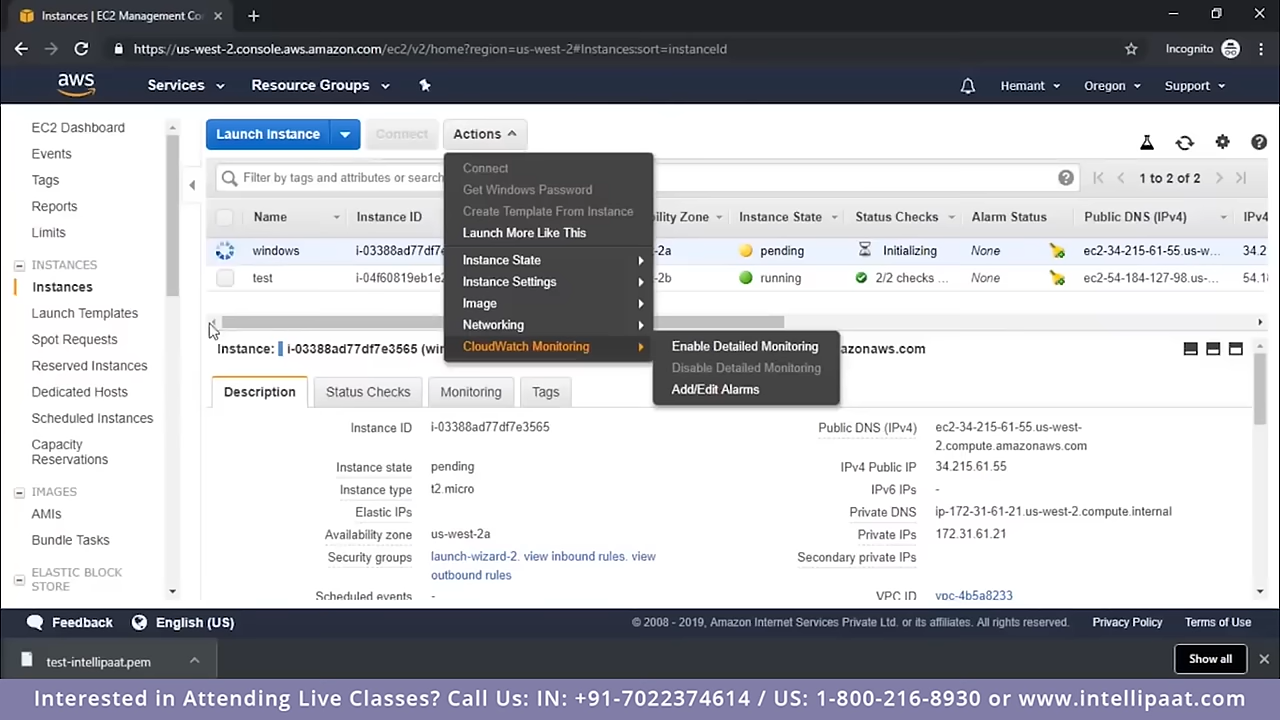 Instances | EC2 Management Co
https://us-west-2.console.aws.amazon.com/ec2/v2/home?region=us-west-2#Instances:sort=instanceId
Incognito
aws
Services
Resource Groups
Hemant
Oregon
Support
EC2 Dashboard
Events
Tags
Reports
Limits
INSTANCES
Instances
Launch Templates
Spot Requests
Reserved Instances
Dedicated Hosts
Scheduled Instances
Capacity
Reservations
IMAGES
AMIs
Bundle Tasks
ELASTIC BLOCK
STORE
Launch Instance
Connect
Actions
Filter by tags and attributes or search
1 to 2 of 2
Name
Instance ID
ility Zone
Instance State
Status Checks
Alarm Status
Public DNS (IPv4)
IPv4
windows
i-03388ad77df7e
-2a
pending
Initializing
None
ec2-34-215-61-55.us-w...
34.2
test
i-04f60819eb1e2
-2b
running
2/2 checks ...
None
ec2-54-184-127-98.us-...
54.18
Connect
Get Windows Password
Create Template From Instance
Launch More Like This
Instance State
Instance Settings
Image
Networking
CloudWatch Monitoring
Enable Detailed Monitoring
Disable Detailed Monitoring
Add/Edit Alarms
Instance: i-03388ad77df7e3565 (win
azonaws.com
Description
Status Checks
Monitoring
Tags
Instance ID
i-03388ad77df7e3565
Instance state
pending
Instance type
t2.micro
Elastic IPs
Availability zone
us-west-2a
Security groups
launch-wizard-2. view inbound rules. view
outbound rules
Scheduled events
-
Public DNS (IPv4)
ec2-34-215-61-55.us-west-
2.compute.amazonaws.com
IPv4 Public IP
34.215.61.55
IPv6 IPs
-
Private DNS
ip-172-31-61-21.us-west-2.compute.internal
Private IPs
172.31.61.21
Secondary private IPs
VPC ID
vpc-4b5a8233
Feedback
English (US)
© 2008 - 2019, Amazon Internet Services Private Ltd. or its affiliates. All rights reserved.
Privacy Policy
Terms of Use
test-intellipaat.pem
Show all
Interested in Attending Live Classes? Call Us: IN: +91-7022374614 / US: 1-800-216-8930 or www.intellipaat.com